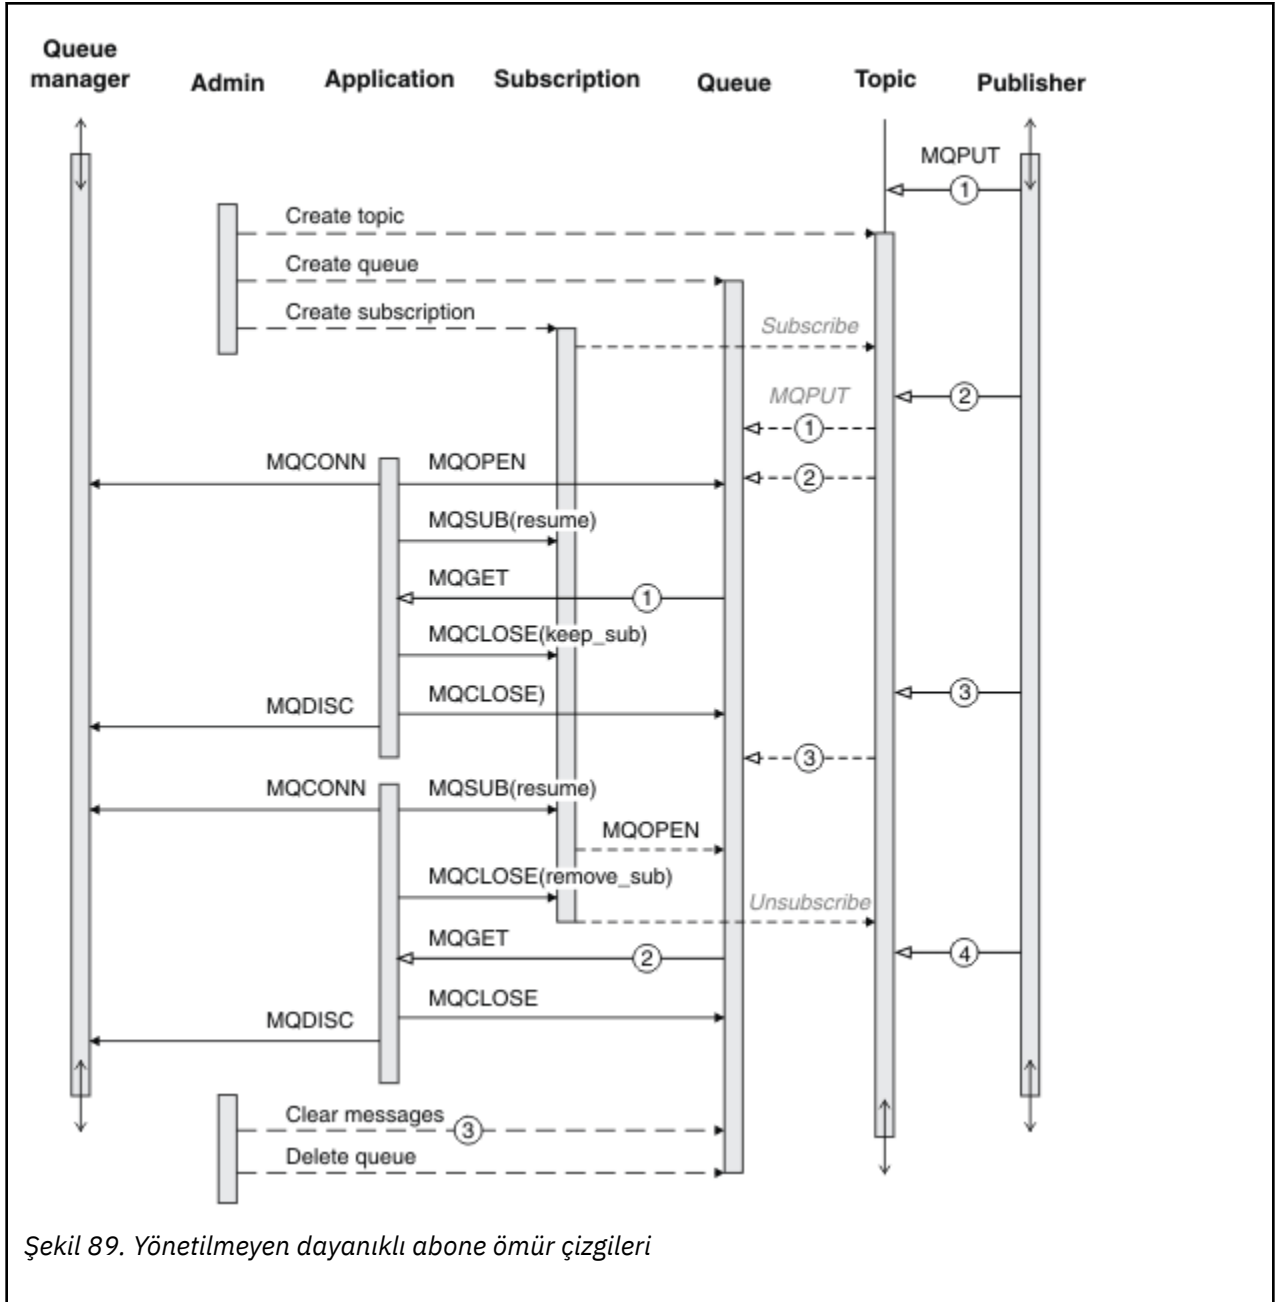 Queue
manager
Admin
Application
Subscription
Queue
Topic
Publisher
MQPUT
1
Create topic
Create queue
Create subscription
Subscribe
MQPUT
2
1
MQCONN
MQOPEN
2
MQSUB(resume)
MQGET
1
MQCLOSE(keep_sub)
MQDISC
MQCLOSE)
3
3
MQCONN
MQSUB(resume)
MQOPEN
MQCLOSE(remove_sub)
Unsubscribe
MQGET
2
4
MQCLOSE
MQDISC
Clear messages
3
Delete queue
Şekil 89. Yönetilmeyen dayanıklı abone ömür çizgileri